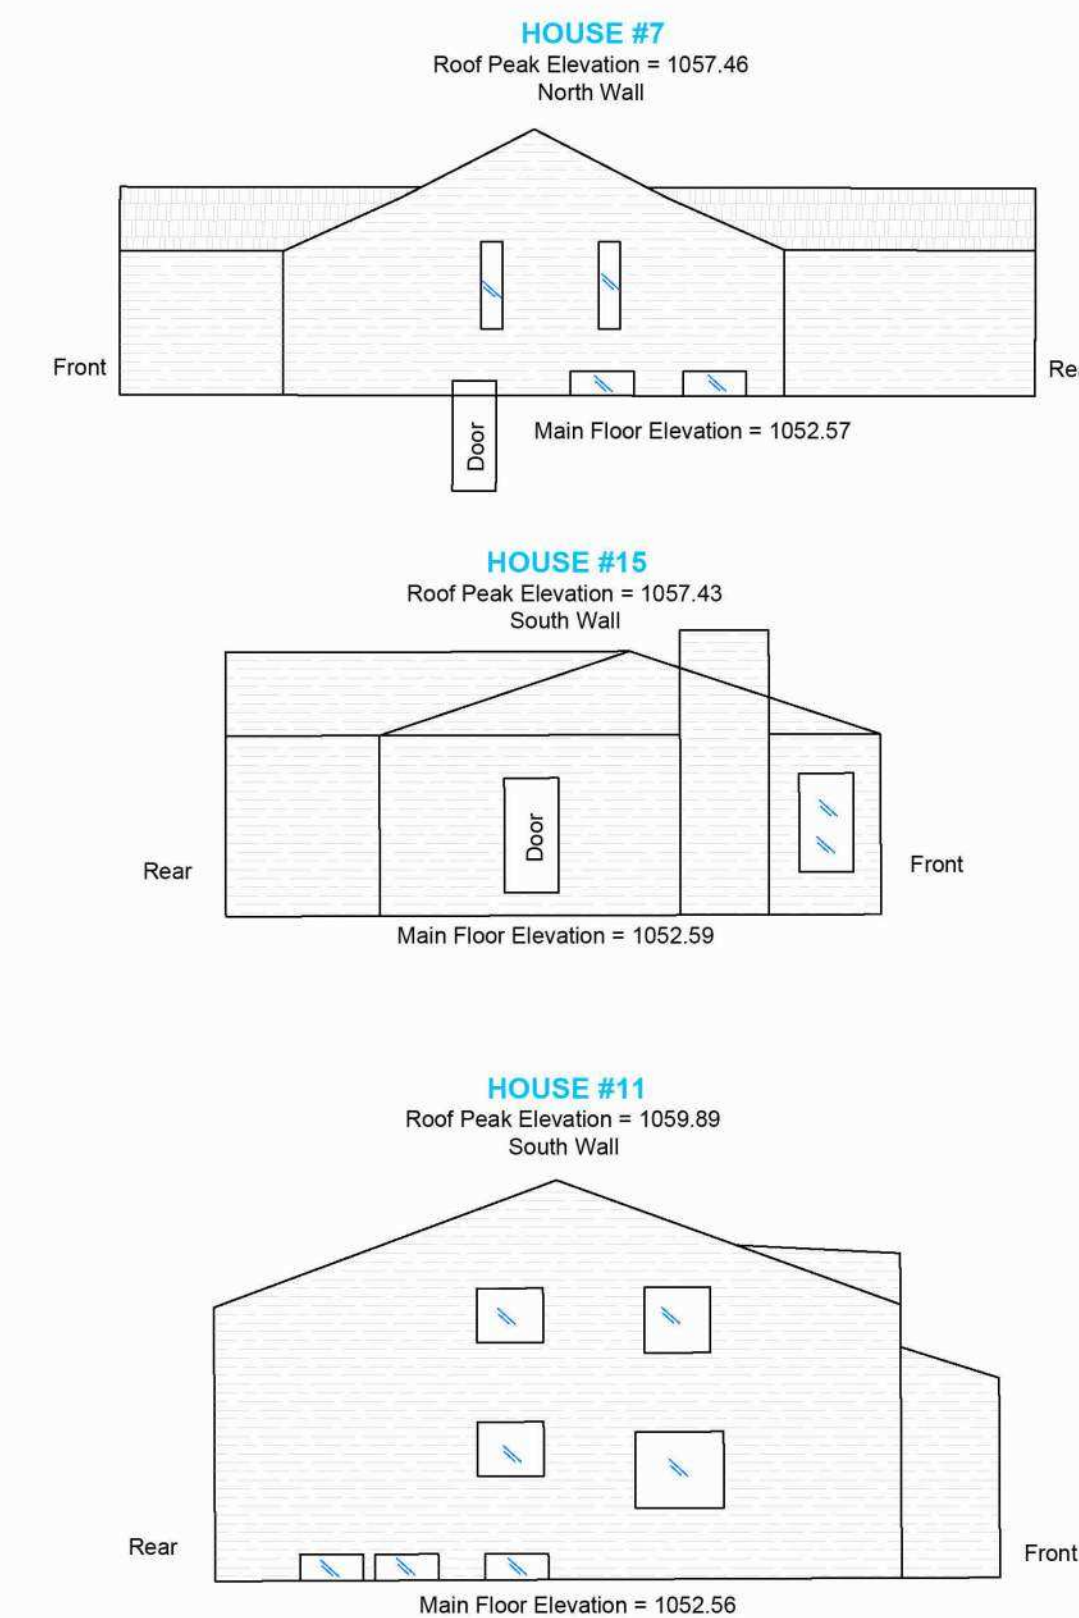 HOUSE #7
Roof Peak Elevation = 1057.46
North Wall
Front
Re
Door
Main Floor Elevation = 1052.57
HOUSE #15
Roof Peak Elevation = 1057.43
South Wall
Door
Rear
Front
Main Floor Elevation = 1052.59
HOUSE #11
Roof Peak Elevation = 1059.89
South Wall
Rear
Front
Main Floor Elevation = 1052.56